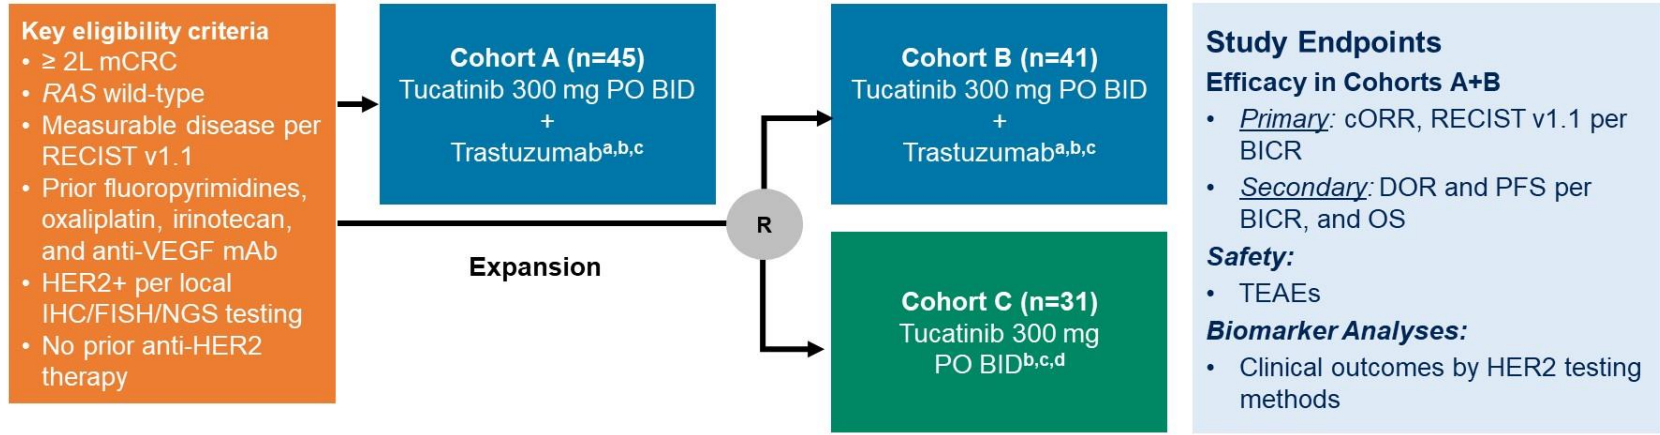 Key eligibility criteria
• ≥ 2L mCRC
• RAS wild-type
• Measurable disease per
RECIST v1.1
• Prior fluoropyrimidines,
oxaliplatin, irinotecan,
and anti-VEGF mAb
• HER2+ per local
IHC/FISH/NGS testing
• No prior anti-HER2
therapy
Cohort A (n=45)
Tucatinib 300 mg PO BID
+
Trastuzumaba,b,c
Expansion
R
Cohort B (n=41)
Tucatinib 300 mg PO BID
+
Trastuzumaba,b,c
Cohort C (n=31)
Tucatinib 300 mg
PO BIDb,c,d
Study Endpoints
Efficacy in Cohorts A+B
• Primary: cORR, RECIST v1.1 per
BICR
• Secondary: DOR and PFS per
BICR, and OS
Safety:
• TEAEs
Biomarker Analyses:
• Clinical outcomes by HER2 testing
methods